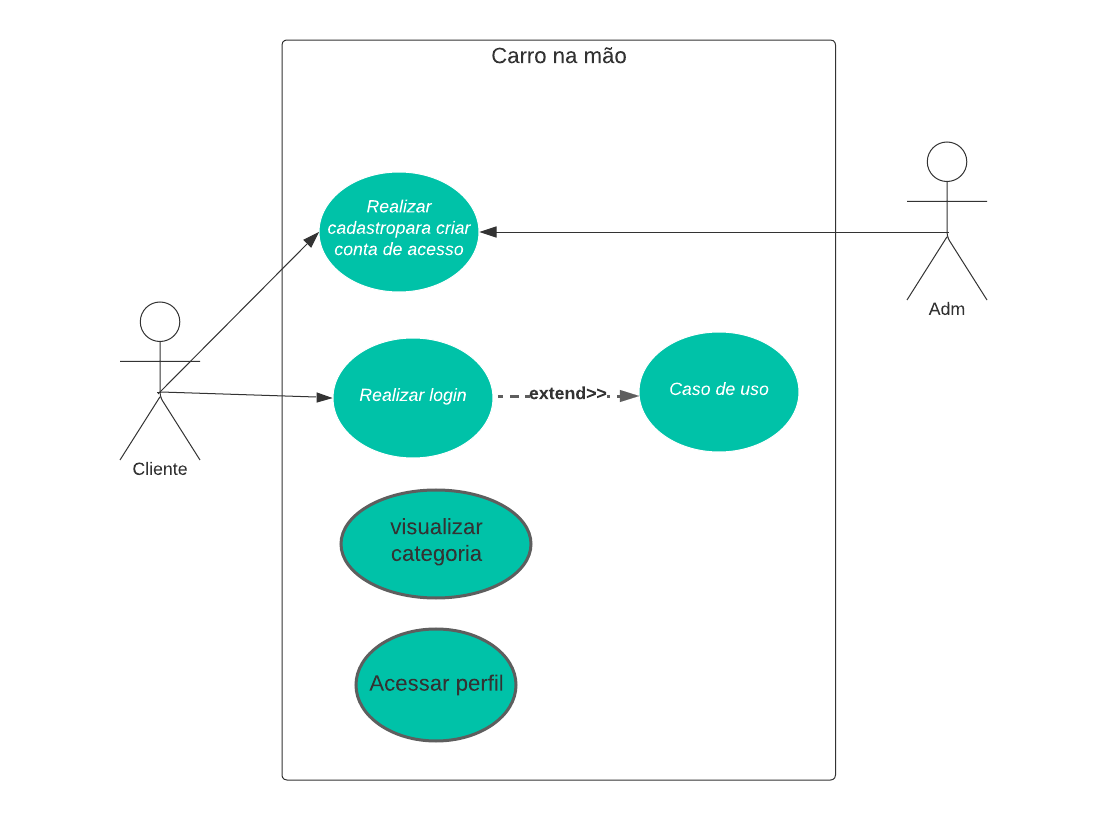 Carro na mão
Realizar
cadastropara criar
conta de acesso
Adm
Realizar login
extend>>
Caso de uso
Cliente
visualizar
categoria
Acessar perfil